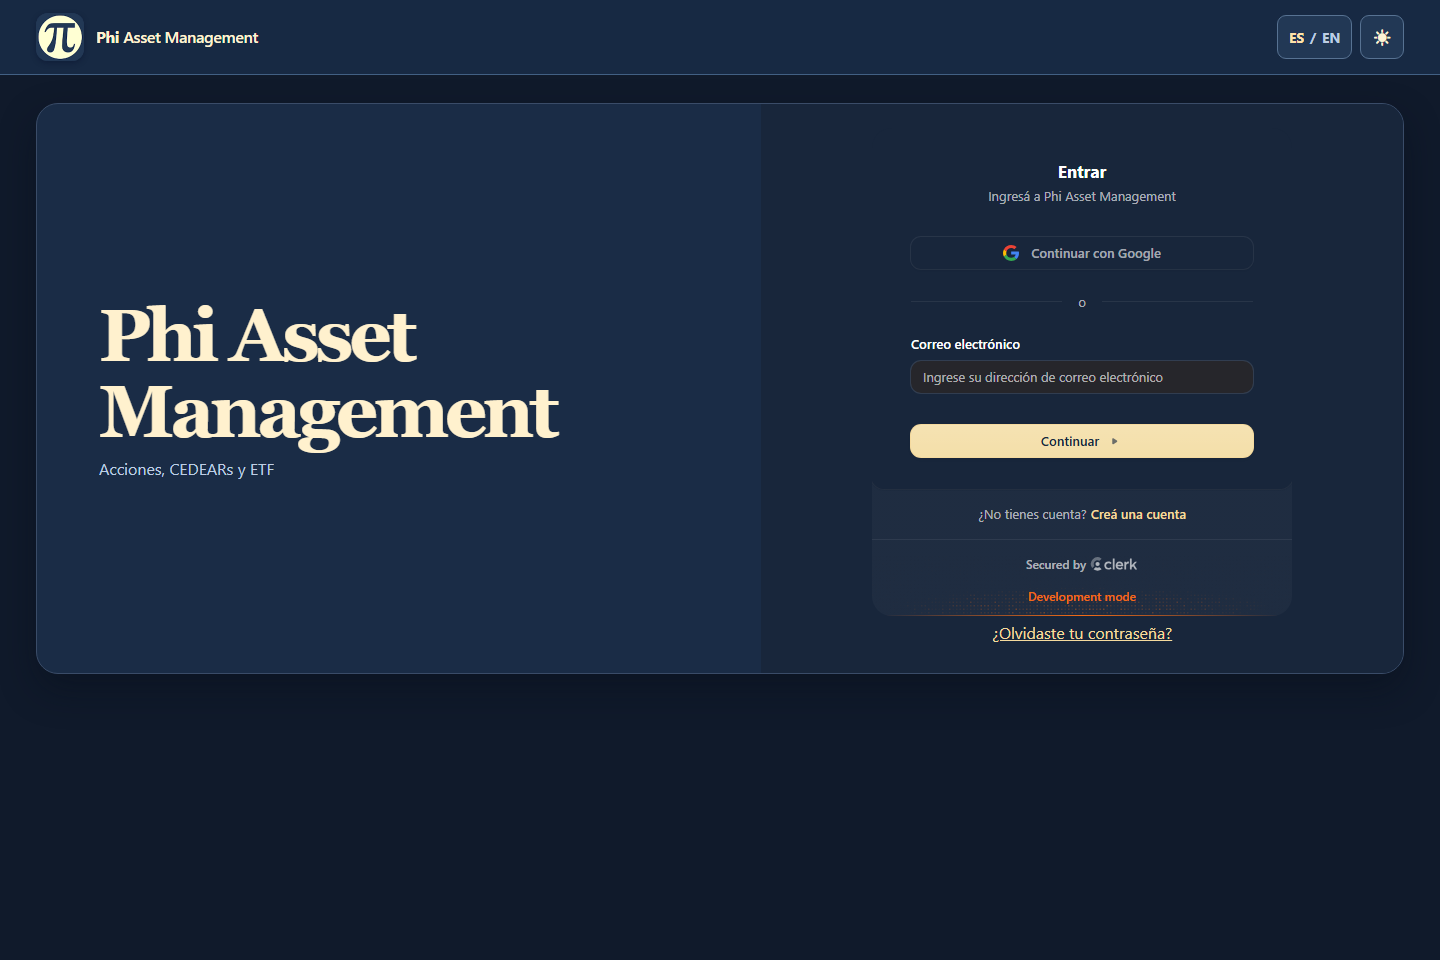 π
Phi Asset Management
ES / EN
Phi Asset
Management
Acciones, CEDEARs y ETF
Entrar
Ingresá a Phi Asset Management
Continuar con Google
o
Correo electrónico
Ingrese su dirección de correo electrónico
Continuar
¿No tienes cuenta? Creá una cuenta
Secured by clerk
Development mode
¿Olvidaste tu contraseña?